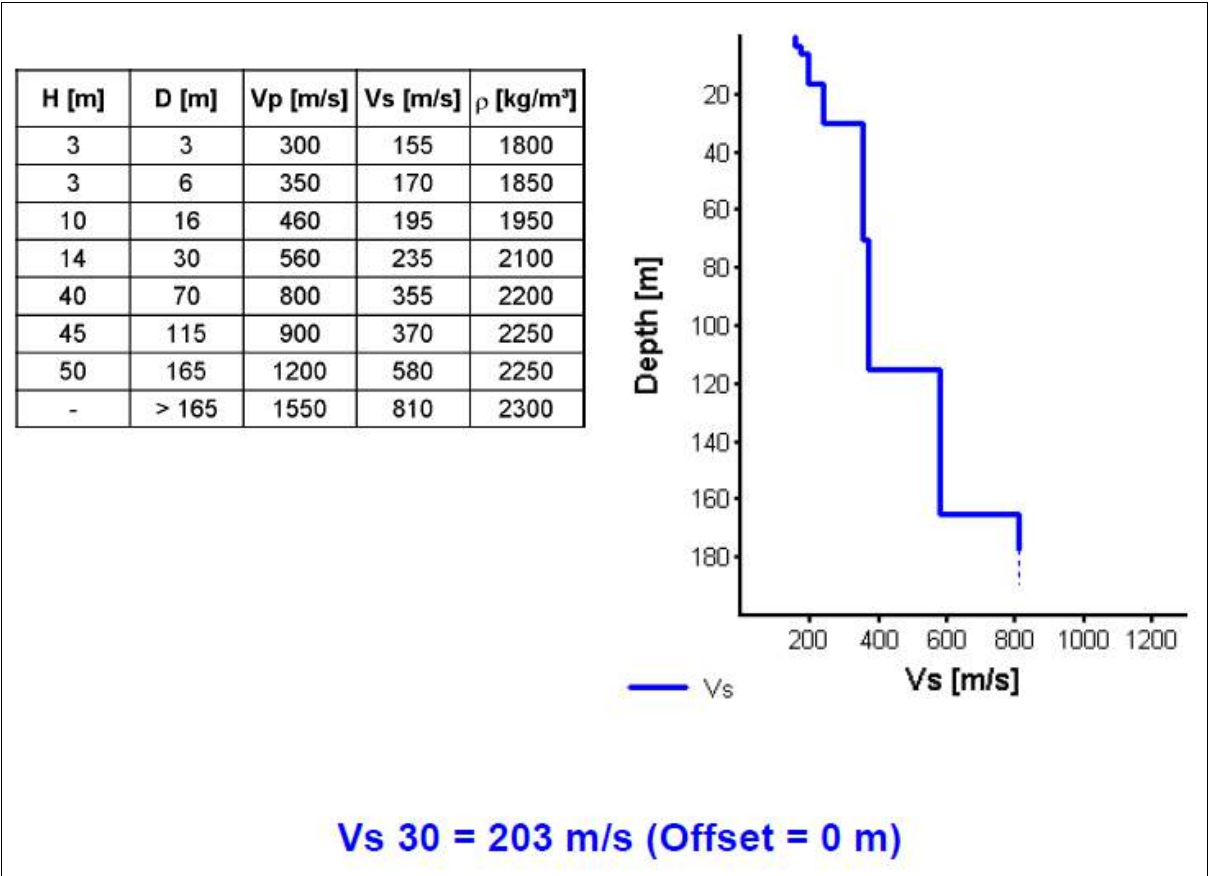 H [m] D [m] Vp [m/s] Vs [m/s] ρ [kg/m³]
3 3 300 155 1800
3 6 350 170 1850
10 16 460 195 1950
14 30 560 235 2100
40 70 800 355 2200
45 115 900 370 2250
50 165 1200 580 2250
- > 165 1550 810 2300
Depth [m]
20
40
60
80
100
120
140
160
180
200 400 600 800 1000 1200
Vs [m/s]
Vs
Vs 30 = 203 m/s (Offset = 0 m)